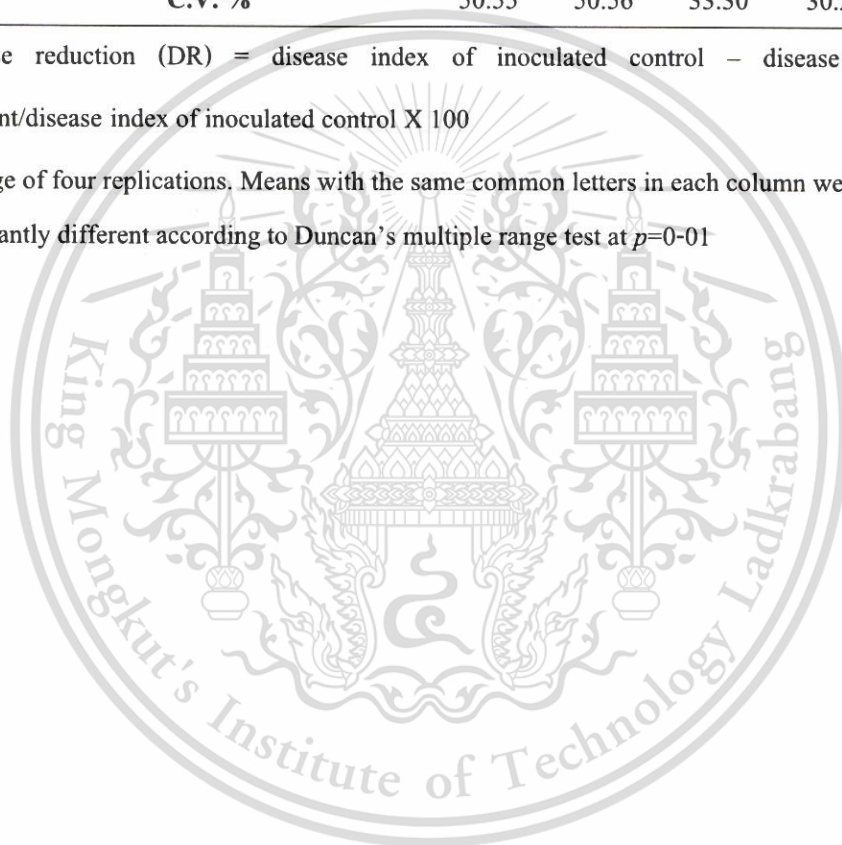 C.V. %
se reduction (DR) = disease index of inoculated control – disease
nt/disease index of inoculated control X 100
ge of four replications. Means with the same common letters in each column we
antly different according to Duncan's multiple range test at p=0-01
King Mongkut's Institute of Technology Ladkrabang